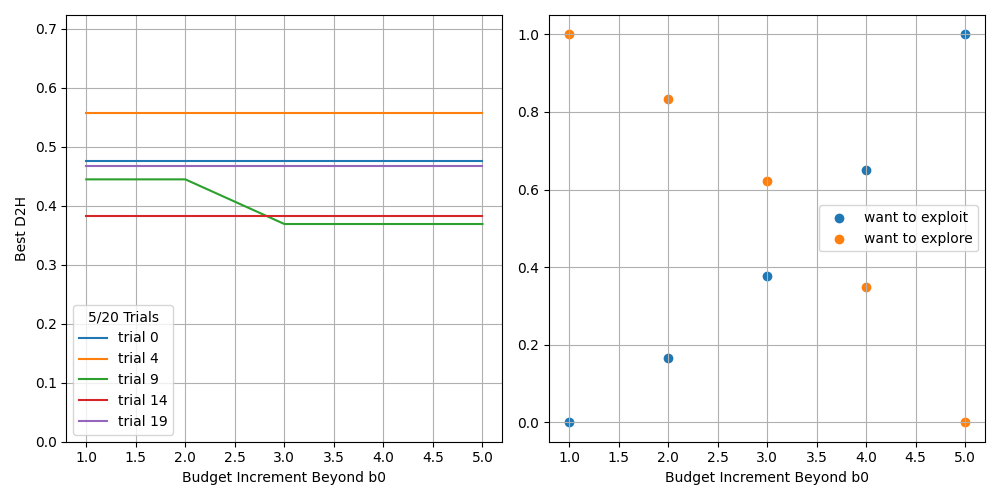 0.7
0.6
0.5
0.4
0.3
0.2
0.1
0.0
Best D2H
5/20 Trials
trial 0
trial 4
trial 9
trial 14
trial 19
1.0 1.5 2.0 2.5 3.0 3.5 4.0 4.5 5.0
Budget Increment Beyond b0
1.0
0.8
0.6
0.4
0.2
0.0
want to exploit
want to explore
1.0 1.5 2.0 2.5 3.0 3.5 4.0 4.5 5.0
Budget Increment Beyond b0